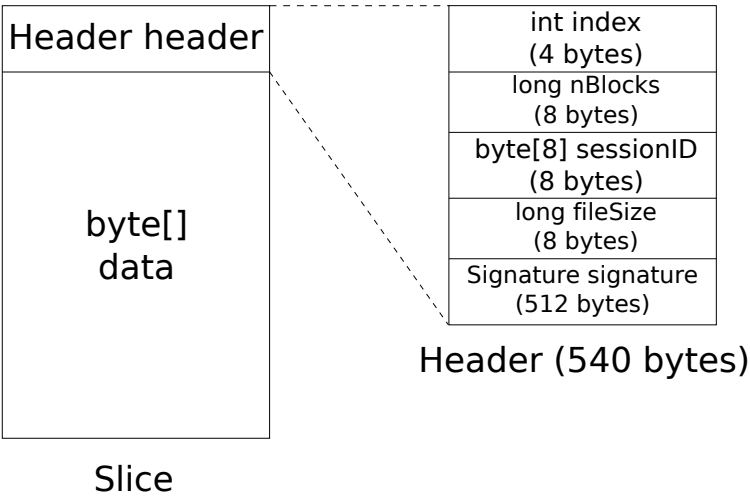 Header header
byte[]
data
Slice
int index
(4 bytes)
long nBlocks
(8 bytes)
byte[8] sessionID
(8 bytes)
long fileSize
(8 bytes)
Signature signature
(512 bytes)
Header (540 bytes)